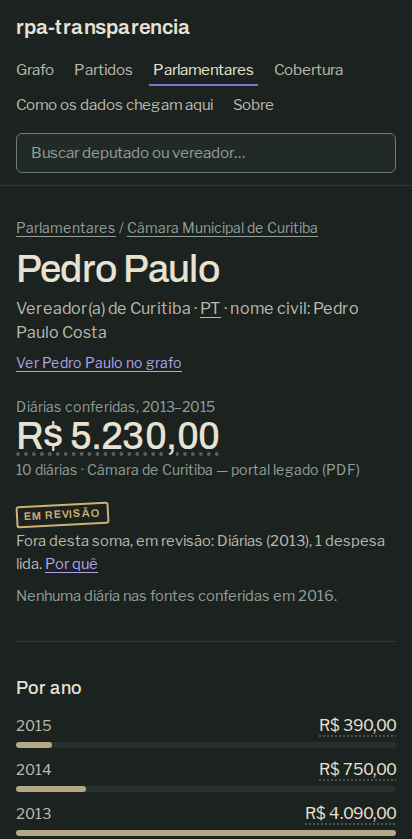 rpa-transparencia
Grafo Partidos Parlamentares Cobertura
Como os dados chegam aqui Sobre
Buscar deputado ou vereador...
Parlamentares / Câmara Municipal de Curitiba
Pedro Paulo
Vereador(a) de Curitiba · PT · nome civil: Pedro
Paulo Costa
Ver Pedro Paulo no grafo
Diárias conferidas, 2013–2015
R$ 5.230,00
10 diárias · Câmara de Curitiba — portal legado (PDF)
EM REVISÃO
Fora desta soma, em revisão: Diárias (2013), 1 despesa
lida. Por quê
Nenhuma diária nas fontes conferidas em 2016.
Por ano
2015 R$ 390,00
2014 R$ 750,00
2013 R$ 4.090,00